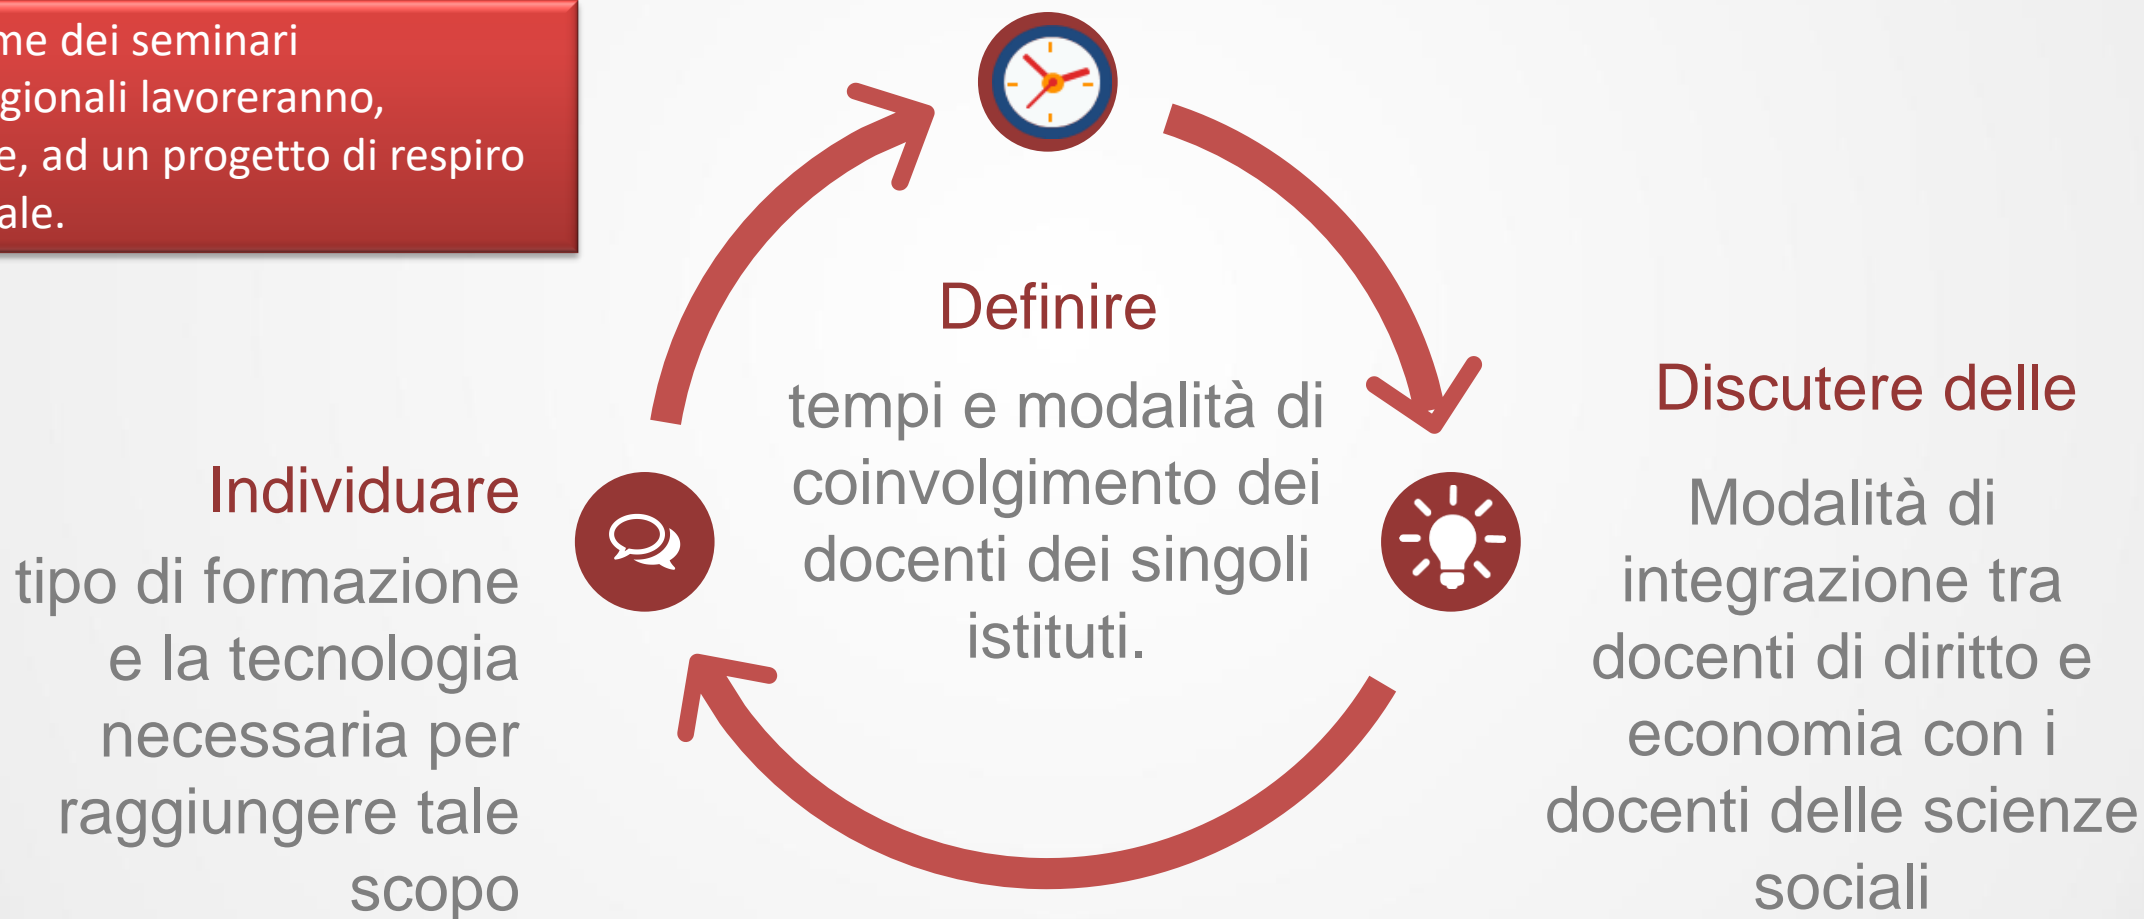 me dei seminari
gionali lavoreranno,
e, ad un progetto di respiro
ale.
Definire
tempi e modalità di
coinvolgimento dei
docenti dei singoli
istituti.
Discutere delle
Modalità di
integrazione tra
docenti di diritto e
economia con i
docenti delle scienze
sociali
Individuare
tipo di formazione
e la tecnologia
necessaria per
raggiungere tale
scopo